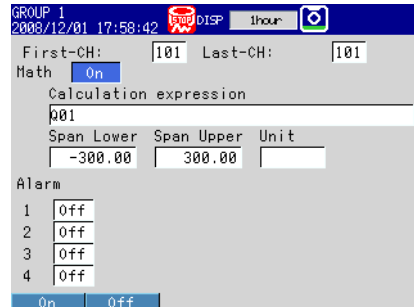 GROUP 1
2008/12/01 17:58:42 STOP DISP 1hour
First-CH: 101 Last-CH: 101
Math On
Calculation expression
Q01
Span Lower Span Upper Unit
-300.00 300.00
Alarm
1 Off
2 Off
3 Off
4 Off
On Off